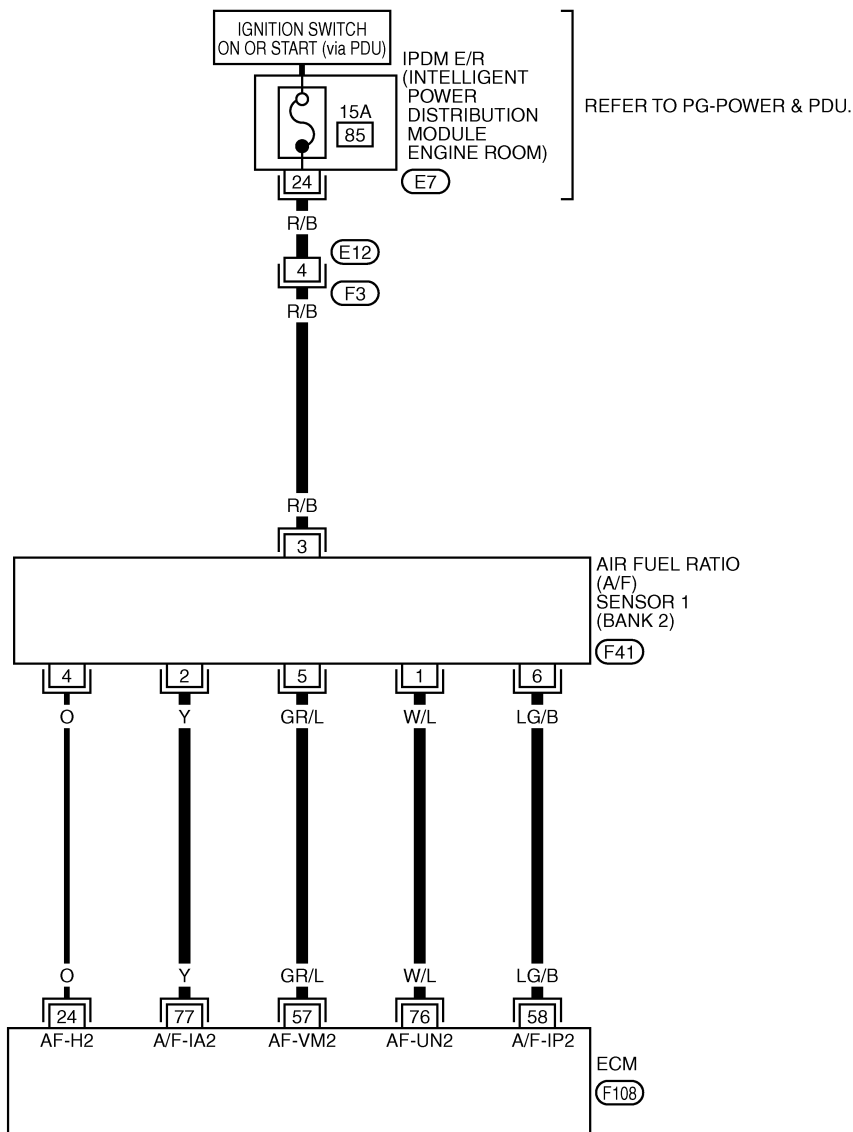 IGNITION SWITCH
ON OR START (via PDU)
IPDM E/R
(INTELLIGENT
POWER
DISTRIBUTION
MODULE
ENGINE ROOM)
REFER TO PG-POWER & PDU.
15A
85
24
E7
R/B
E12
4
F3
R/B
R/B
3
AIR FUEL RATIO
(A/F)
SENSOR 1
(BANK 2)
F41
4 2 5 1 6
O Y GR/L W/L LG/B
O Y GR/L W/L LG/B
24 77 57 76 58
AF-H2 A/F-IA2 AF-VM2 AF-UN2 A/F-IP2
ECM
F108